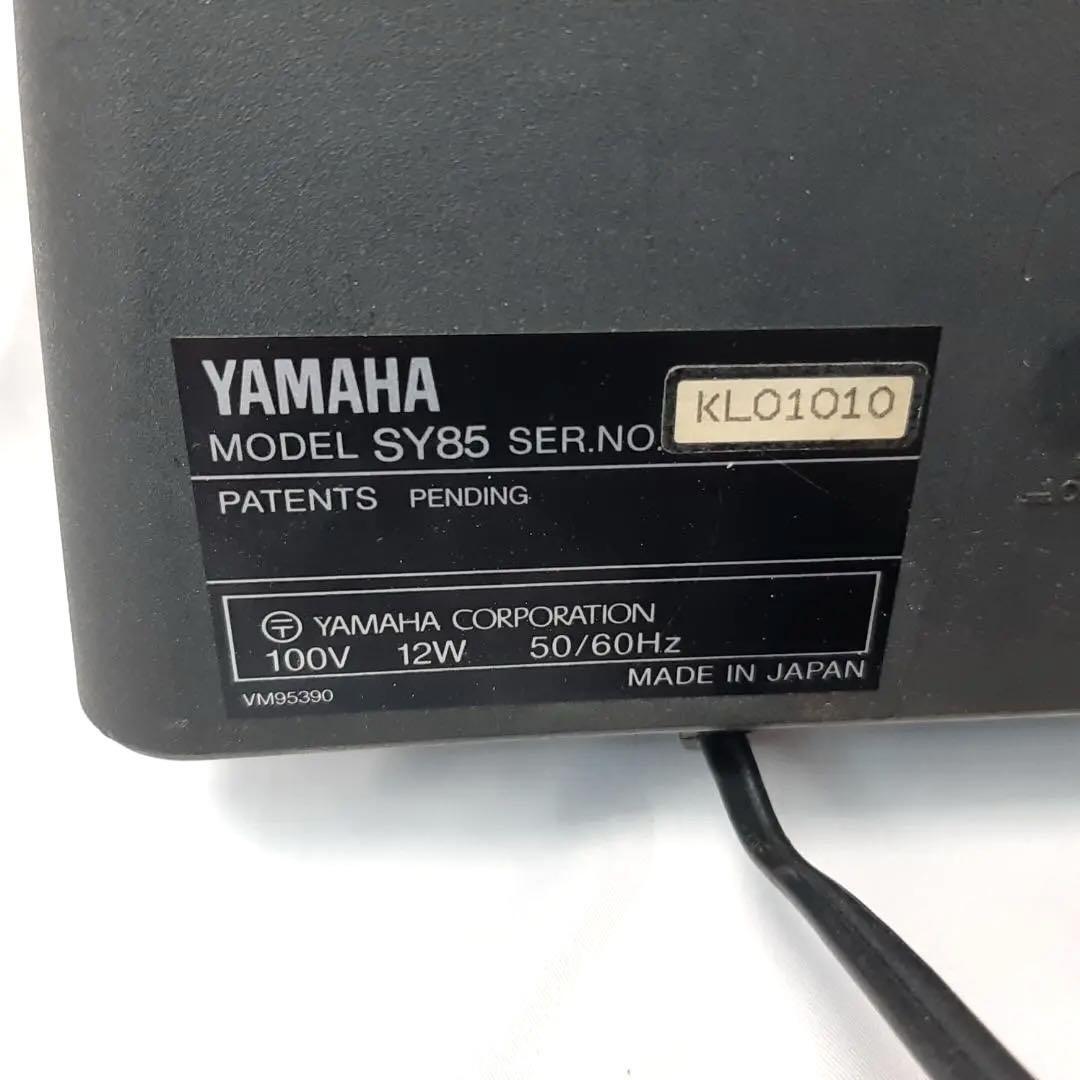 YAMAHA
MODEL SY85 SER.NO. KL01010
PATENTS PENDING
YAMAHA CORPORATION
100V 12W 50/60Hz
MADE IN JAPAN
VM95390